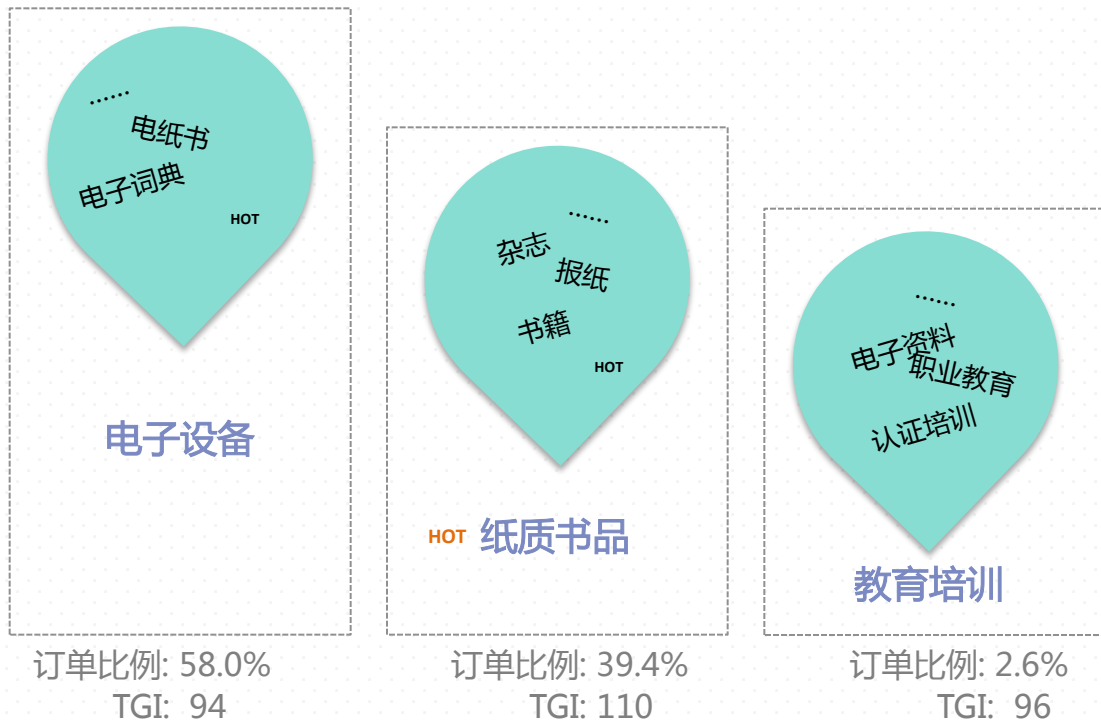 ……
电纸书
电子词典
HOT
电子设备
订单比例: 58.0%
TGI: 94
……
杂志
报纸
书籍
HOT
HOT 纸质书品
订单比例: 39.4%
TGI: 110
……
电子资料
职业教育
认证培训
教育培训
订单比例: 2.6%
TGI: 96